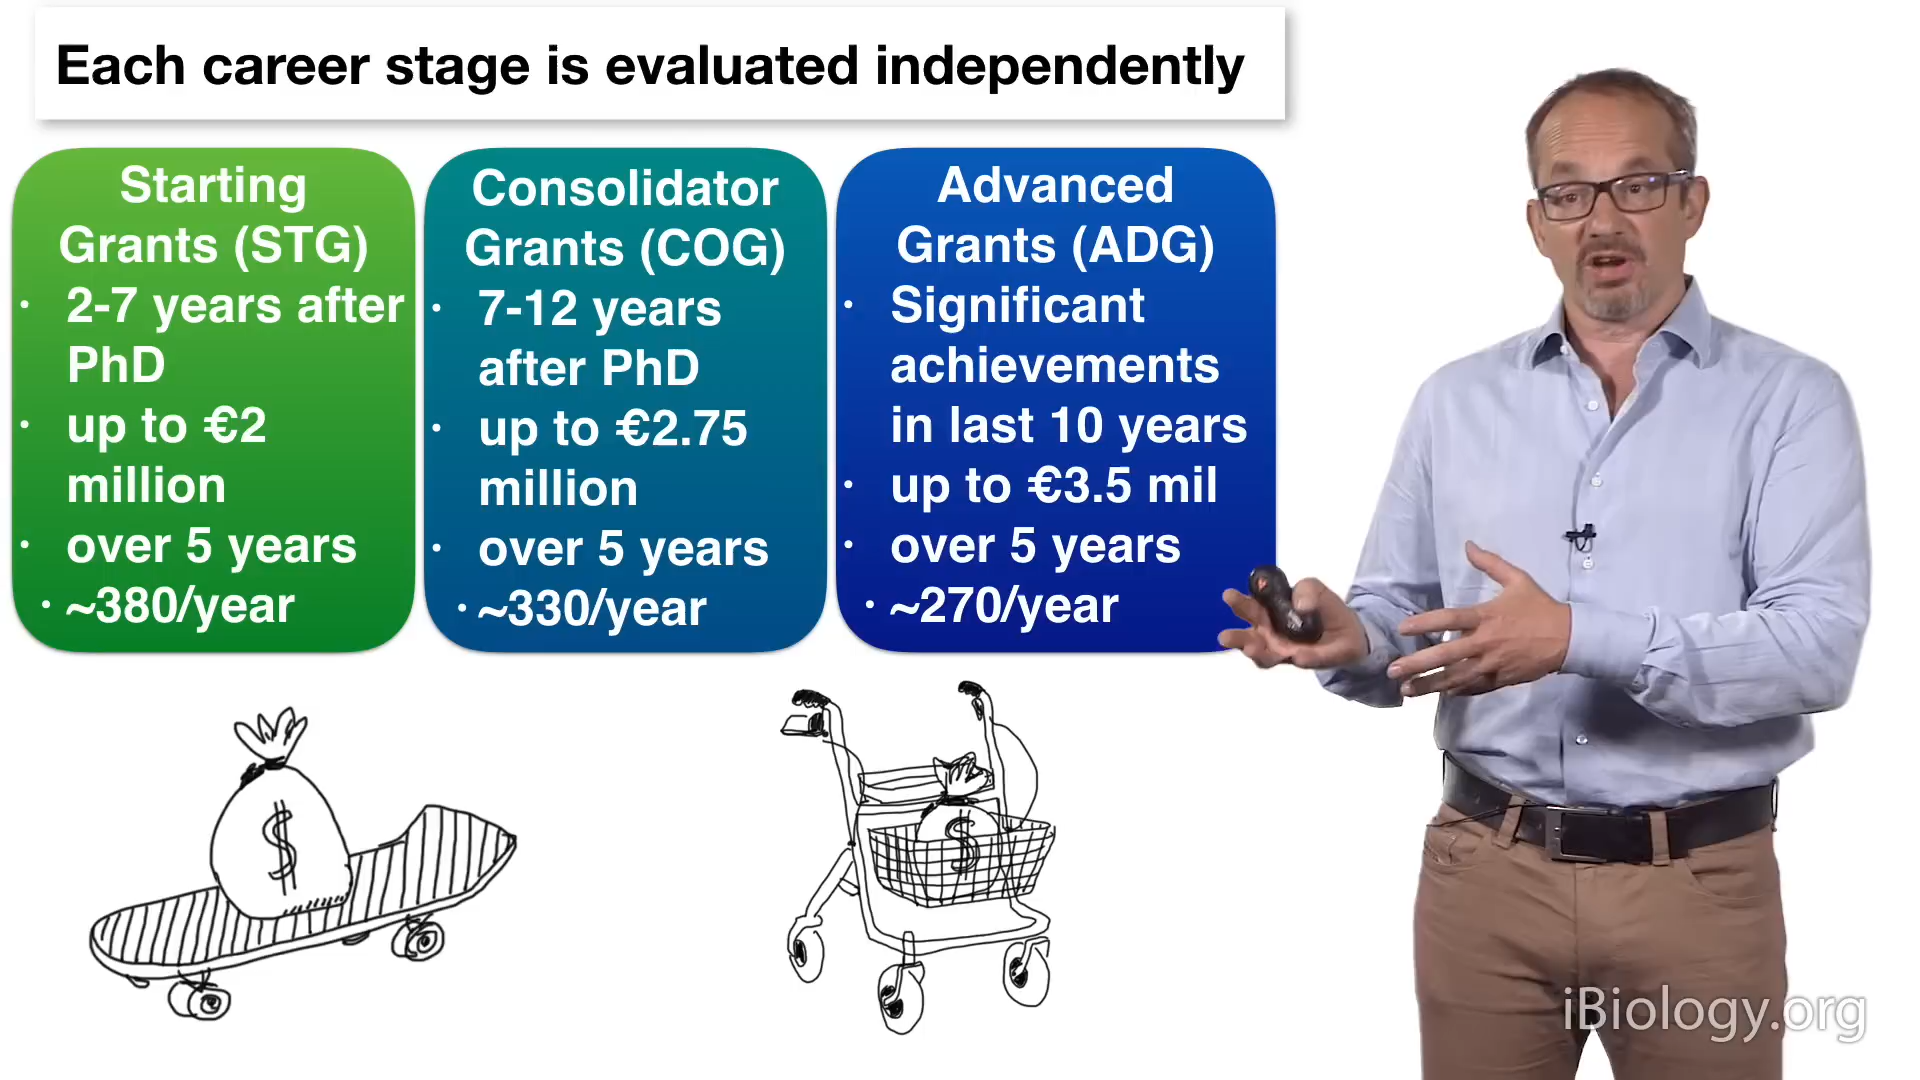 Each career stage is evaluated independently
Starting
Grants (STG)
· 2-7 years after
PhD
· up to €2
million
· over 5 years
· ~380/year
Consolidator
Grants (COG)
· 7-12 years
after PhD
· up to €2.75
million
· over 5 years
· ~330/year
Advanced
Grants (ADG)
· Significant
achievements
in last 10 years
· up to €3.5 mil
· over 5 years
· ~270/year
$
$
iBiology.org